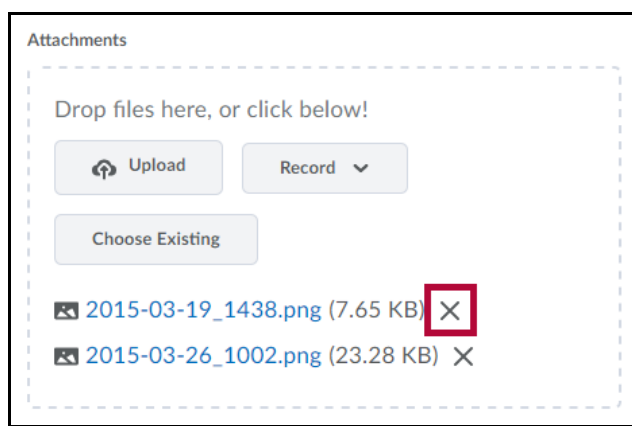 Attachments
Drop files here, or click below!
Upload
Record
Choose Existing
2015-03-19_1438.png (7.65 KB)
2015-03-26_1002.png (23.28 KB)